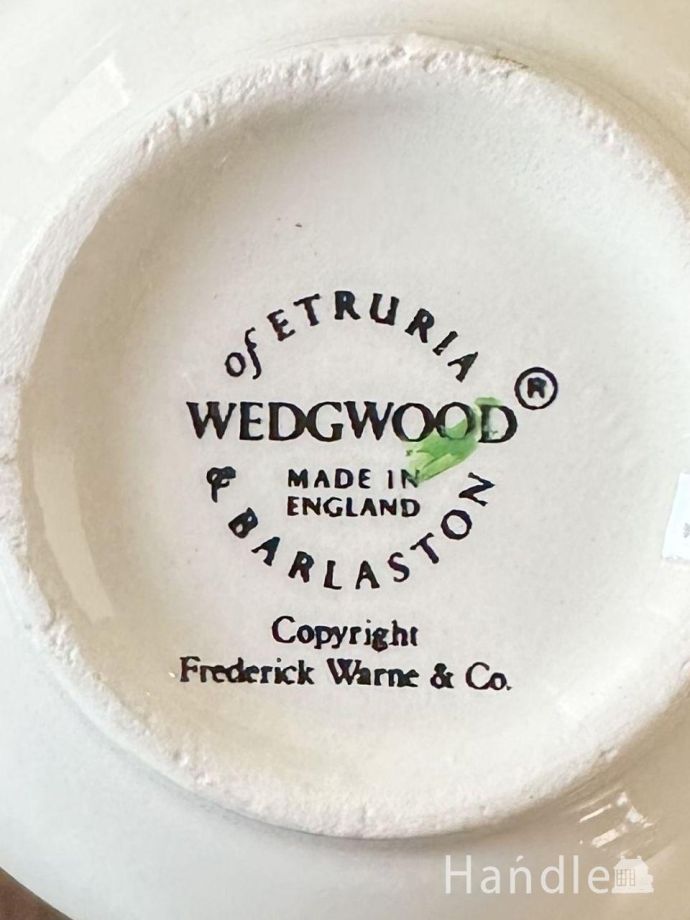 of ETRURIA
WEDGWOOD ®
MADE IN
ENGLAND
& BARLASTON
Copyright
Frederick Warne & Co.
Handle